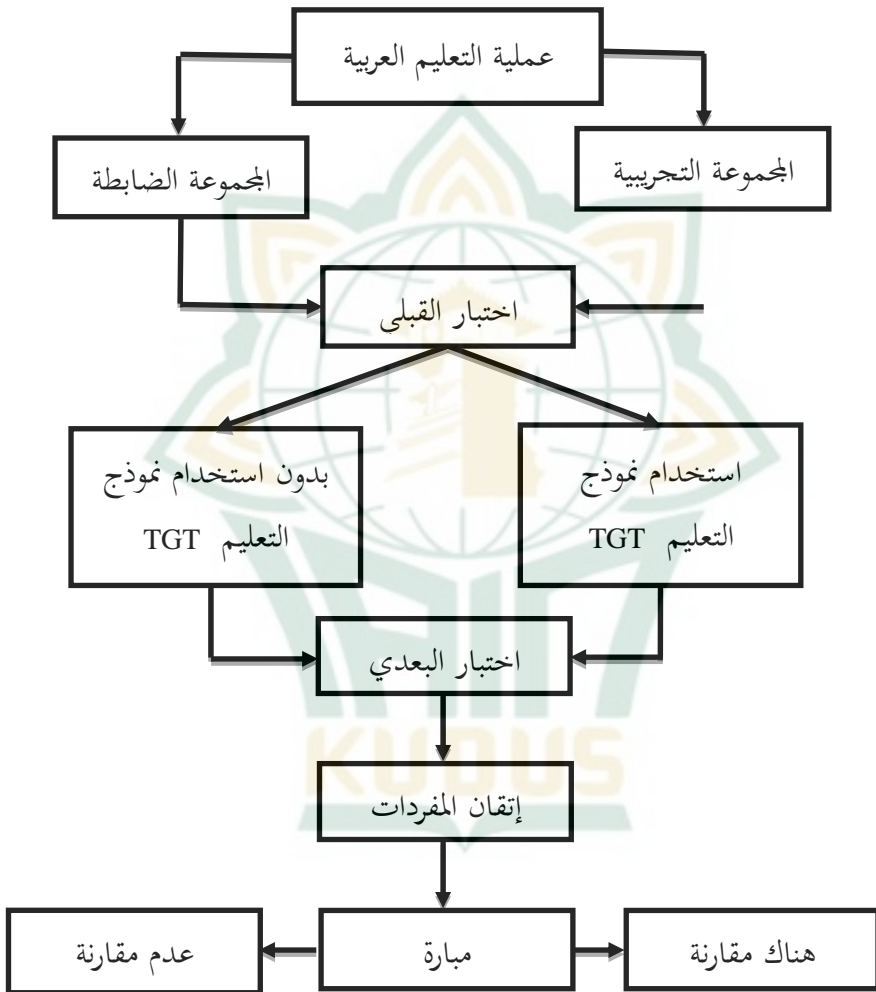 عملية التعليم العربية
المجموعة التجريبية
المجموعة الضابطة
اختبار القبلى
استخدام نموذج
التعليم TGT
بدون استخدام نموذج
التعليم TGT
اختبار البعدي
إتقان المفردات
هناك مقارنة
مبارة
عدم مقارنة
KUDUS